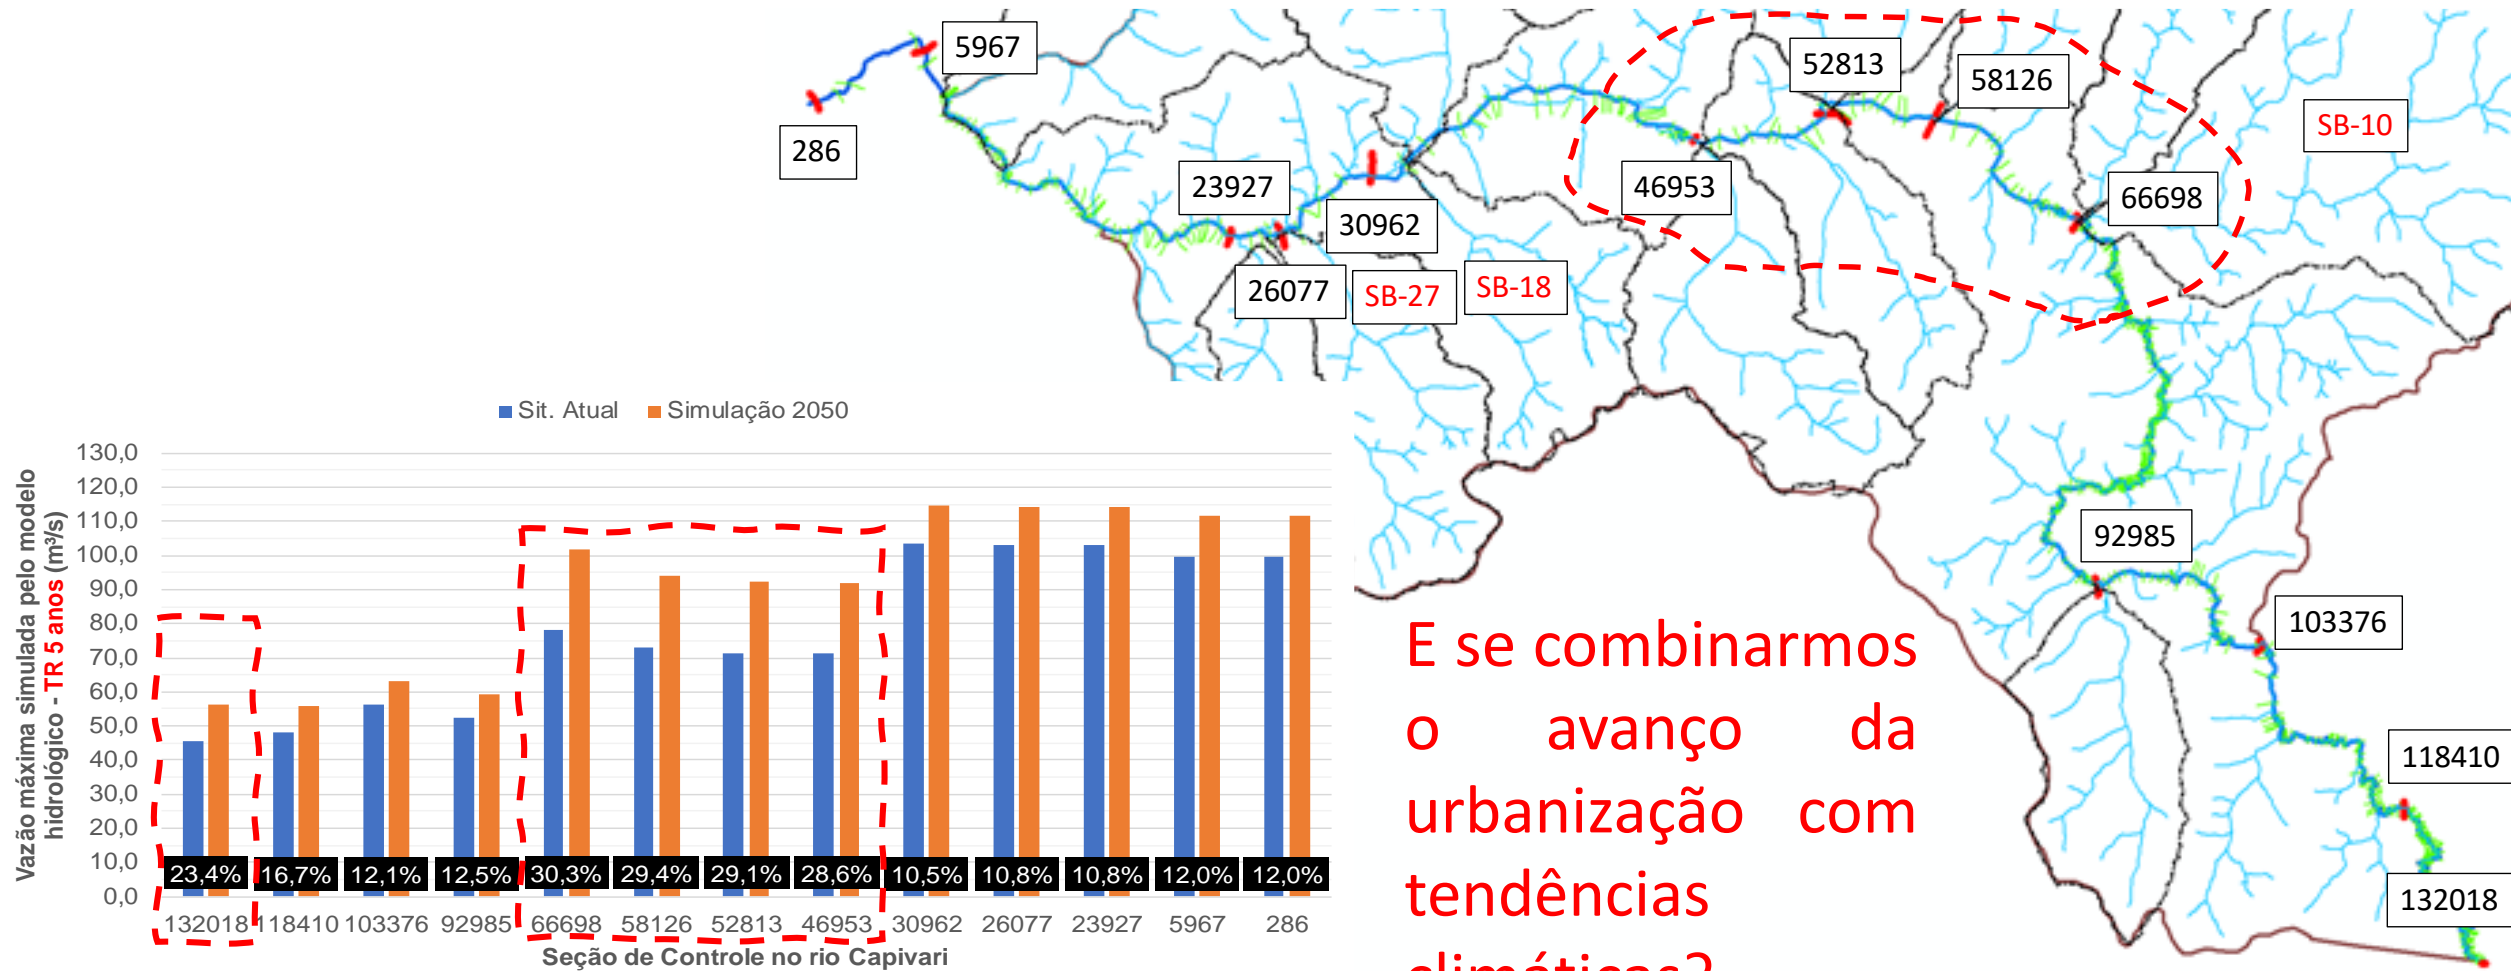 5967
52813
58126
SB-10
286
23927
46953
66698
30962
26077
SB-27
SB-18
92985
103376
118410
132018
Sit. Atual
Simulação 2050
Vazão máxima simulada pelo modelo
hidrológico - TR 5 anos (m³/s)
130,0
120,0
110,0
100,0
90,0
80,0
70,0
60,0
50,0
40,0
30,0
20,0
10,0
0,0
23,4% 16,7% 12,1% 12,5% 30,3% 29,4% 29,1% 28,6% 10,5% 10,8% 10,8% 12,0% 12,0%
132018 118410 103376 92985 66698 58126 52813 46953 30962 26077 23927 5967 286
Seção de Controle no rio Capivari
E se combinarmos
o avanço da
urbanização com
tendências
climáticas?